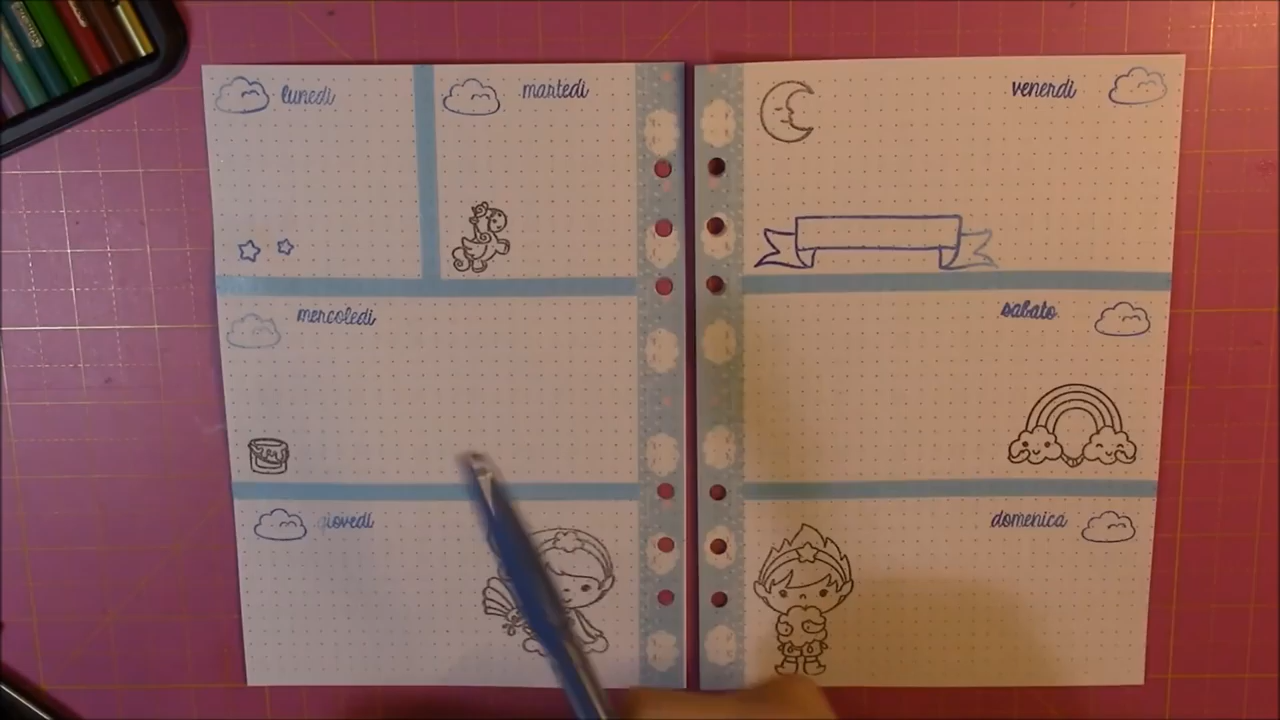 lunedì
martedì
mercoledì
giovedì
venerdì
sabato
domenica